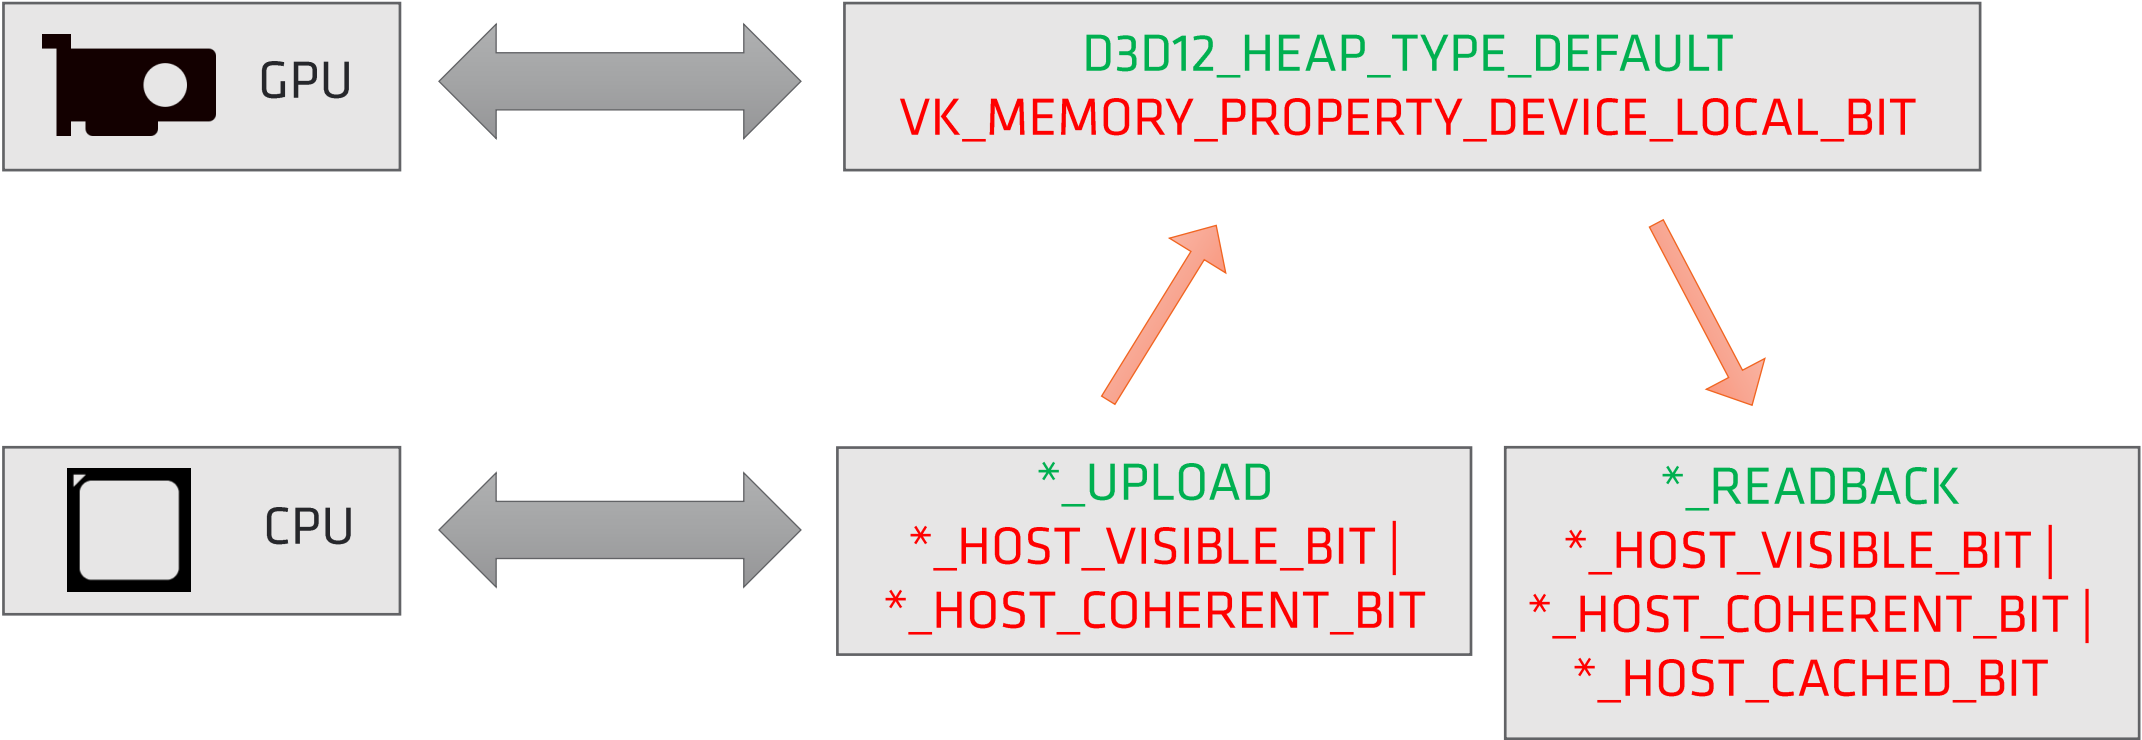 GPU
D3D12_HEAP_TYPE_DEFAULT
VK_MEMORY_PROPERTY_DEVICE_LOCAL_BIT
CPU
*_UPLOAD
*_HOST_VISIBLE_BIT |
*_HOST_COHERENT_BIT
*_READBACK
*_HOST_VISIBLE_BIT |
*_HOST_COHERENT_BIT |
*_HOST_CACHED_BIT